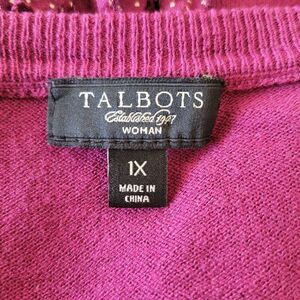 TALBOTS
Established 1947
WOMAN
1X
MADE IN
CHINA